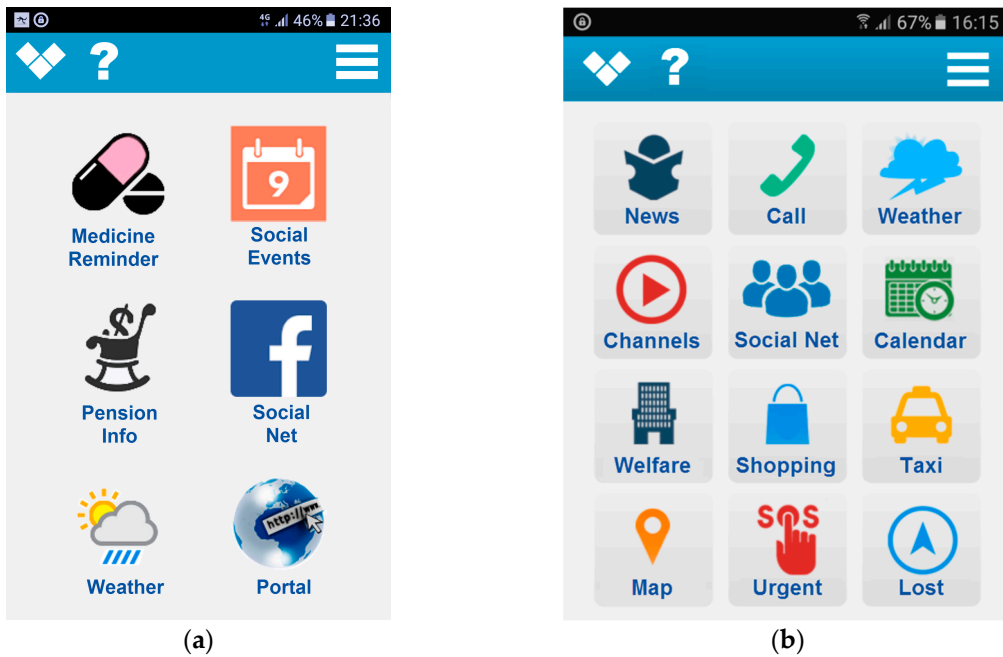 4G 46% 21:36
?
Medicine
Reminder
Social
Events
9
$
Pension
Info
f
Social
Net
Weather
http://www
Portal
(a)
67% 16:15
?
News
Call
Weather
Channels
Social Net
Calendar
Welfare
Shopping
Taxi
Map
SOS
Urgent
Lost
(b)